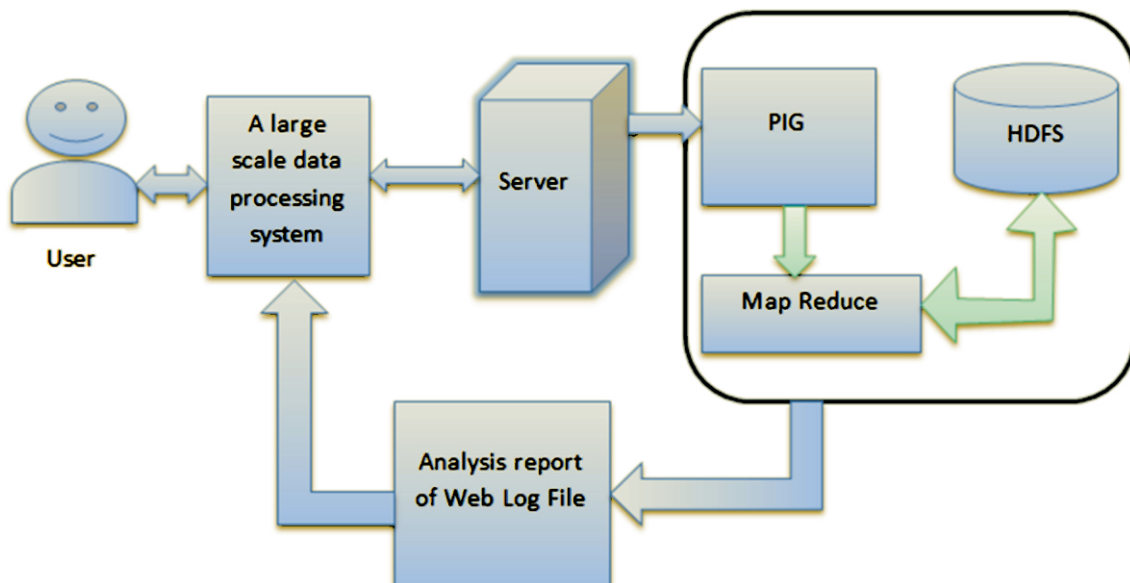 User
A large
scale data
processing
system
Server
PIG
HDFS
Map Reduce
Analysis report
of Web Log File